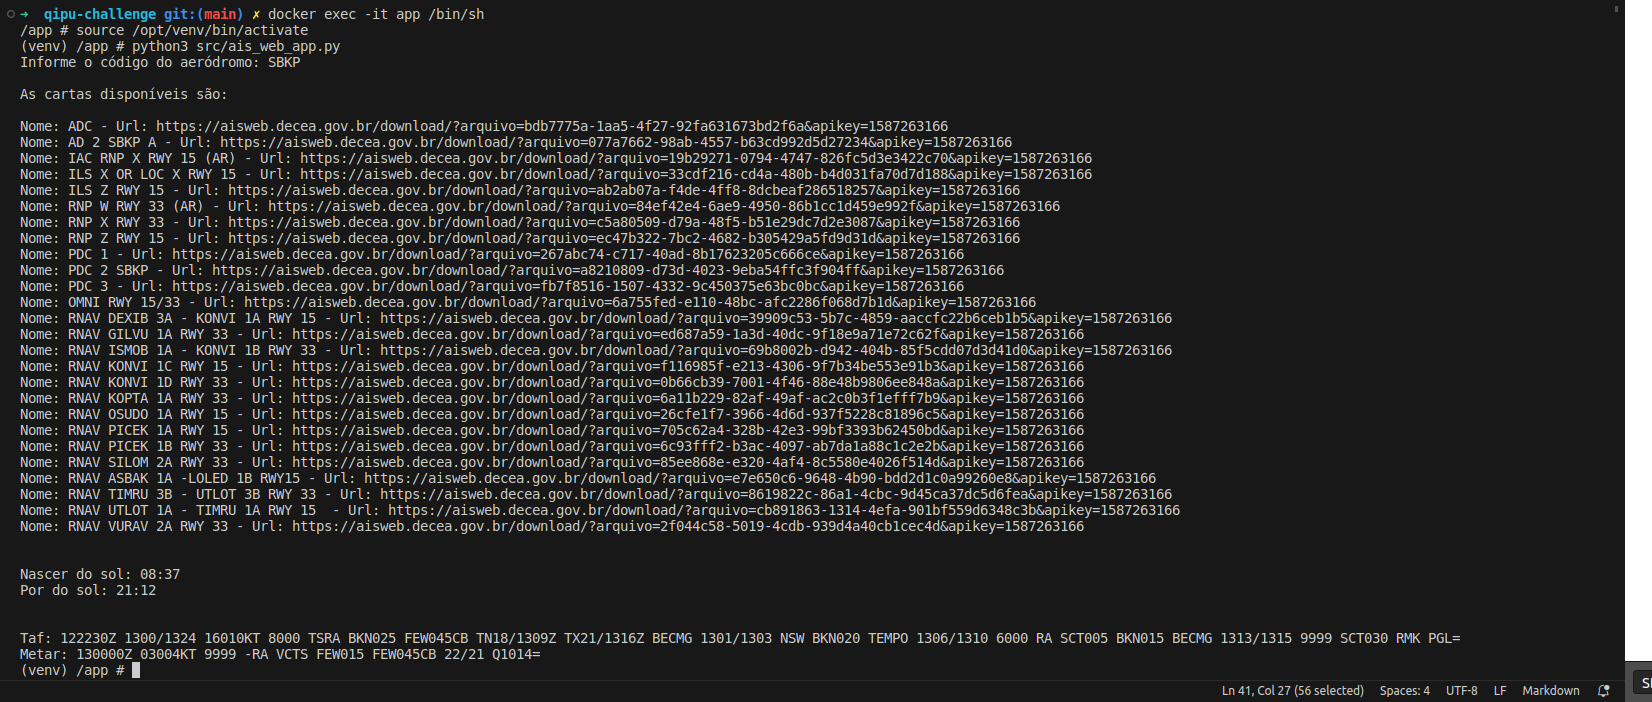 ➜ qipu-challenge git:(main) ✗ docker exec -it app /bin/sh
/app # source /opt/venv/bin/activate
(venv) /app # python3 src/ais_web_app.py
Informe o código do aeródromo: SBKP
As cartas disponíveis são:
Nome: ADC - Url: https://aisweb.decea.gov.br/download/?arquivo=bdb7775a-1aa5-4f27-92fa631673bd2f6a&apikey=1587263166
Nome: AD 2 SBKP A - Url: https://aisweb.decea.gov.br/download/?arquivo=077a7662-98ab-4557-b63cd992d5d27234&apikey=1587263166
Nome: IAC RNP X RWY 15 (AR) - Url: https://aisweb.decea.gov.br/download/?arquivo=19b29271-0794-4747-826fc5d3e3422c70&apikey=1587263166
Nome: ILS X OR LOC X RWY 15 - Url: https://aisweb.decea.gov.br/download/?arquivo=33cdf216-cd4a-480b-b4d031fa70d7d188&apikey=1587263166
Nome: ILS Z RWY 15 - Url: https://aisweb.decea.gov.br/download/?arquivo=ab2ab07a-f4de-4ff8-8dcbeaf286518257&apikey=1587263166
Nome: RNP W RWY 33 (AR) - Url: https://aisweb.decea.gov.br/download/?arquivo=84ef42e4-6ae9-4950-86b1cc1d459e992f&apikey=1587263166
Nome: RNP X RWY 33 - Url: https://aisweb.decea.gov.br/download/?arquivo=c5a80509-d79a-48f5-b51e29dc7d2e3087&apikey=1587263166
Nome: RNP Z RWY 15 - Url: https://aisweb.decea.gov.br/download/?arquivo=ec47b322-7bc2-4682-b305429a5fd9d31d&apikey=1587263166
Nome: PDC 1 - Url: https://aisweb.decea.gov.br/download/?arquivo=267abc74-c717-40ad-8b17623205c666ce&apikey=1587263166
Nome: PDC 2 SBKP - Url: https://aisweb.decea.gov.br/download/?arquivo=a8210809-d73d-4023-9eba54ffc3f904ff&apikey=1587263166
Nome: PDC 3 - Url: https://aisweb.decea.gov.br/download/?arquivo=fb7f8516-1507-4332-9c450375e63bc0bc&apikey=1587263166
Nome: OMNI RWY 15/33 - Url: https://aisweb.decea.gov.br/download/?arquivo=6a755fed-e110-48bc-afc2286f068d7b1d&apikey=1587263166
Nome: RNAV DEXIB 3A - KONVI 1A RWY 15 - Url: https://aisweb.decea.gov.br/download/?arquivo=39909c53-5b7c-4859-aaccfc22b6ceb1b5&apikey=1587263166
Nome: RNAV GILVU 1A RWY 33 - Url: https://aisweb.decea.gov.br/download/?arquivo=ed687a59-1a3d-40dc-9f18e9a71e72c62f&apikey=1587263166
Nome: RNAV ISMOB 1A - KONVI 1B RWY 33 - Url: https://aisweb.decea.gov.br/download/?arquivo=69b8002b-d942-404b-85f5cdd07d3d41d0&apikey=1587263166
Nome: RNAV KONVI 1C RWY 15 - Url: https://aisweb.decea.gov.br/download/?arquivo=f116985f-e213-4306-9f7b34be553e91b3&apikey=1587263166
Nome: RNAV KONVI 1D RWY 33 - Url: https://aisweb.decea.gov.br/download/?arquivo=0b66cb39-7001-4f46-88e48b9806ee848a&apikey=1587263166
Nome: RNAV KOPTA 1A RWY 33 - Url: https://aisweb.decea.gov.br/download/?arquivo=6a11b229-82af-49af-ac2c0b3f1efff7b9&apikey=1587263166
Nome: RNAV OSUDO 1A RWY 15 - Url: https://aisweb.decea.gov.br/download/?arquivo=26cfe1f7-3966-4d6d-937f5228c81896c5&apikey=1587263166
Nome: RNAV PICEK 1A RWY 15 - Url: https://aisweb.decea.gov.br/download/?arquivo=705c62a4-328b-42e3-99bf3393b62450bd&apikey=1587263166
Nome: RNAV PICEK 1B RWY 33 - Url: https://aisweb.decea.gov.br/download/?arquivo=6c93fff2-b3ac-4097-ab7da1a88c1c2e2b&apikey=1587263166
Nome: RNAV SILOM 2A RWY 33 - Url: https://aisweb.decea.gov.br/download/?arquivo=85ee868e-e320-4af4-8c5580e4026f514d&apikey=1587263166
Nome: RNAV ASBAK 1A -LOLED 1B RWY15 - Url: https://aisweb.decea.gov.br/download/?arquivo=e7e650c6-9648-4b90-bdd2d1c0a99260e8&apikey=1587263166
Nome: RNAV TIMRU 3B - UTLOT 3B RWY 33 - Url: https://aisweb.decea.gov.br/download/?arquivo=8619822c-86a1-4cbc-9d45ca37dc5d6fea&apikey=1587263166
Nome: RNAV UTLOT 1A - TIMRU 1A RWY 15  - Url: https://aisweb.decea.gov.br/download/?arquivo=cb891863-1314-4efa-901bf559d6348c3b&apikey=1587263166
Nome: RNAV VURAV 2A RWY 33 - Url: https://aisweb.decea.gov.br/download/?arquivo=2f044c58-5019-4cdb-939d4a40cb1cec4d&apikey=1587263166
Nascer do sol: 08:37
Por do sol: 21:12
Taf: 122230Z 1300/1324 16010KT 8000 TSRA BKN025 FEW045CB TN18/1309Z TX21/1316Z BECMG 1301/1303 NSW BKN020 TEMPO 1306/1310 6000 RA SCT005 BKN015 BECMG 1313/1315 9999 SCT030 RMK PGL=
Metar: 130000Z 03004KT 9999 -RA VCTS FEW015 FEW045CB 22/21 Q1014=
(venv) /app #
Ln 41, Col 27 (56 selected) Spaces: 4 UTF-8 LF Markdown